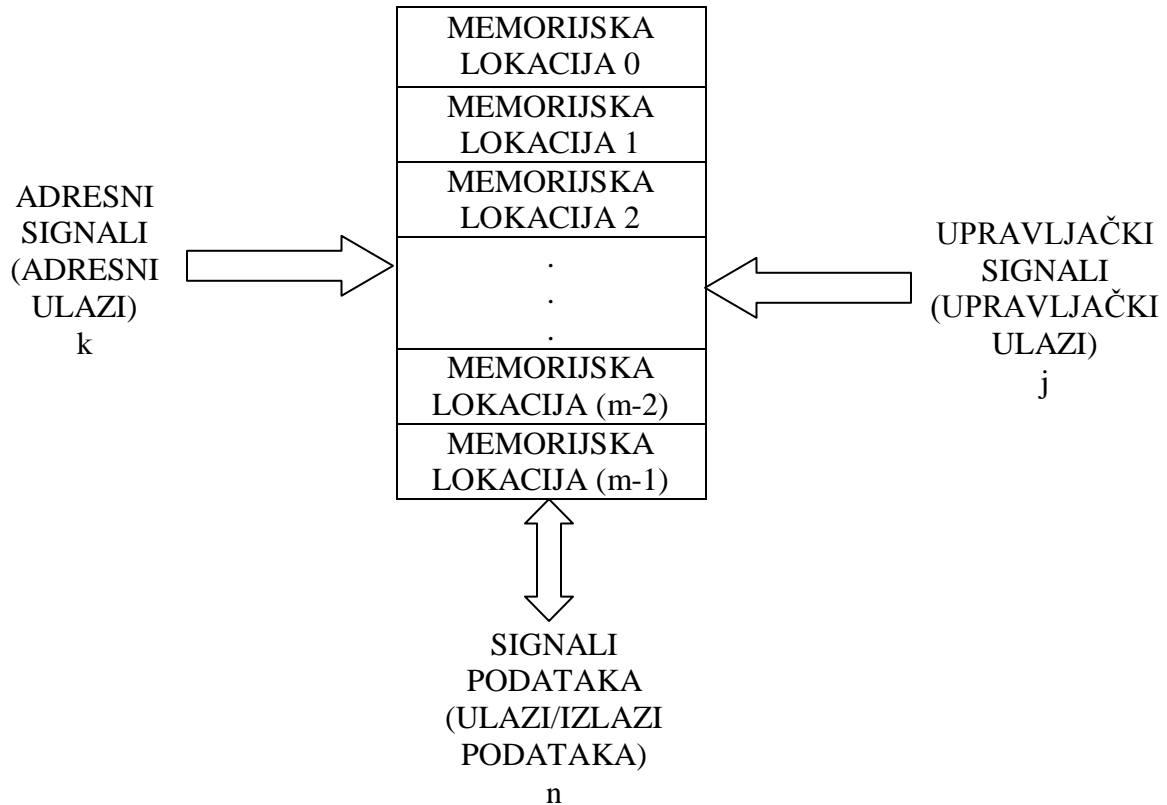 MEMORIJSKA
LOKACIJA 0
MEMORIJSKA
LOKACIJA 1
MEMORIJSKA
LOKACIJA 2
.
.
.
MEMORIJSKA
LOKACIJA (m-2)
MEMORIJSKA
LOKACIJA (m-1)
ADRESNI
SIGNALI
(ADRESNI
ULAZI)
k
UPRAVLJAČKI
SIGNALI
(UPRAVLJAČKI
ULAZI)
j
SIGNALI
PODATAKA
(ULAZI/IZLAZI
PODATAKA)
n